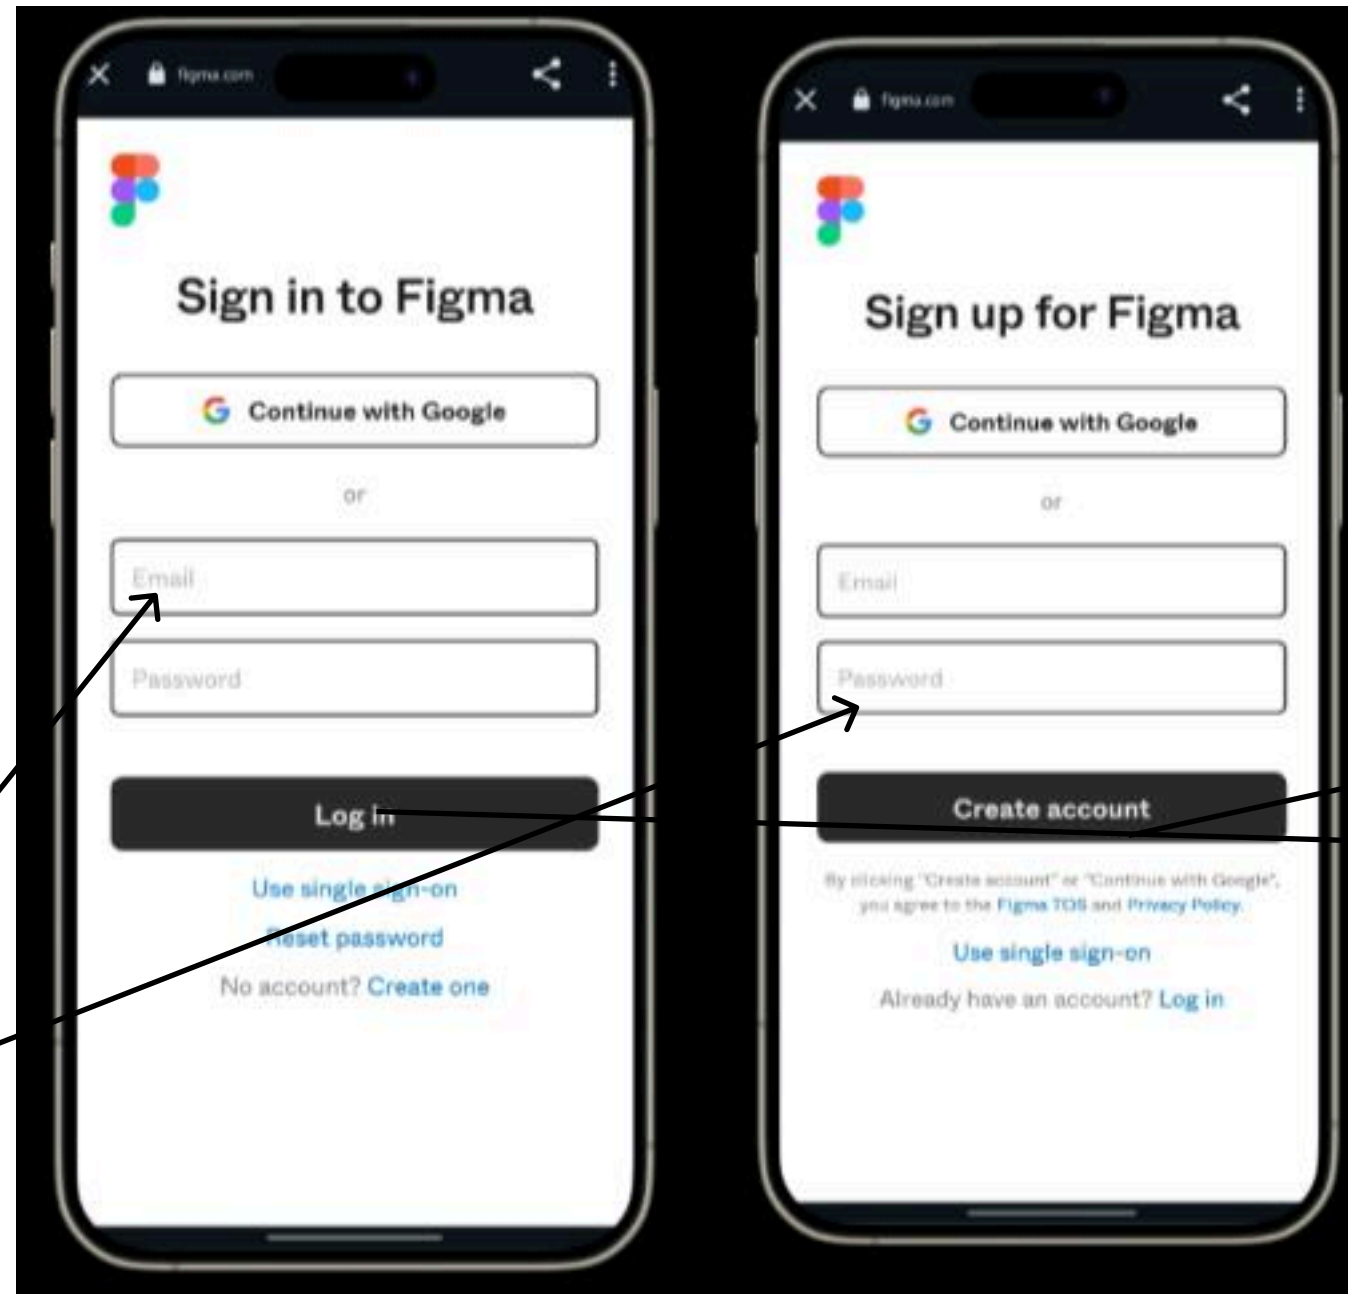 figma.com
Sign in to Figma
Continue with Google
or
Email
Password
Log in
Use single sign-on
Reset password
No account? Create one
figma.com
Sign up for Figma
Continue with Google
or
Email
Password
Create account
By clicking "Create account" or "Continue with Google",
you agree to the Figma TOS and Privacy Policy.
Use single sign-on
Already have an account? Log in